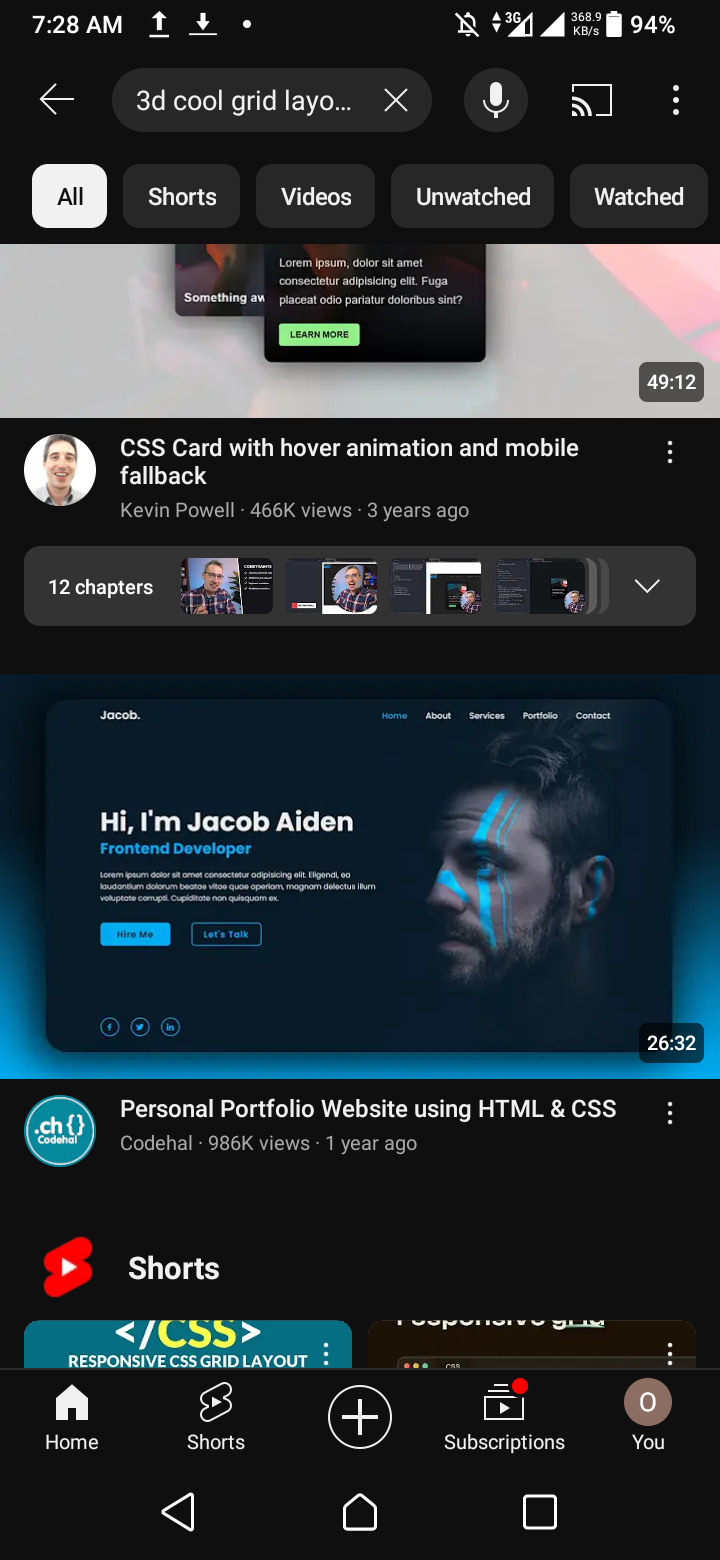 7:28 AM
3G
368.9
KB/s
94%
3d cool grid layo...
All
Shorts
Videos
Unwatched
Watched
Lorem ipsum, dolor sit amet
consectetur adipisicing elit. Fuga
placeat odio pariatur doloribus sint?
Something aw
LEARN MORE
49:12
CSS Card with hover animation and mobile
fallback
Kevin Powell · 466K views · 3 years ago
12 chapters
CONSTRAINTS
Jacob.
Home
About
Services
Portfolio
Contact
Hi, I'm Jacob Aiden
Frontend Developer
Lorem ipsum dolor sit amet consectetur adipisicing elit. Eligendi, ea
laudantium dolorum beatae vitae quae aperiam, magnam delectus illum
voluptate corrupti. Cupiditate non quisquam ex.
Hire Me
Let's Talk
26:32
.ch {}
Codehal
Personal Portfolio Website using HTML & CSS
Codehal · 986K views · 1 year ago
Shorts
</CSS>
RESPONSIVE CSS GRID LAYOUT
responsive grid
CSS
Home
Shorts
Subscriptions
O
You